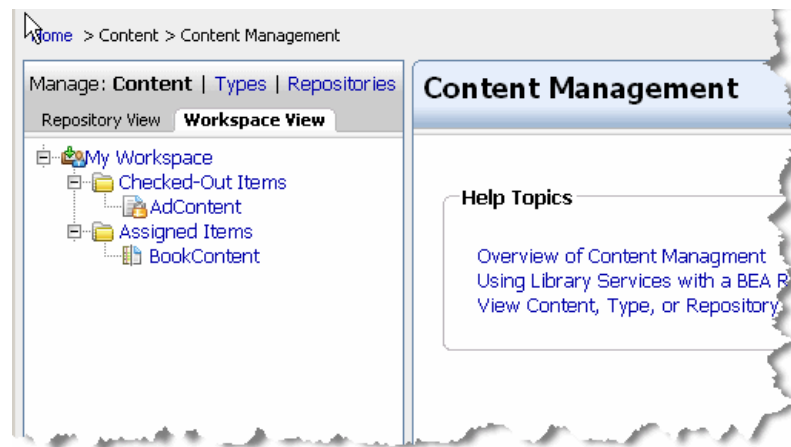 Home > Content > Content Management
Manage: Content | Types | Repositories
Repository View Workspace View
My Workspace
Checked-Out Items
AdContent
Assigned Items
BookContent
Content Management
Help Topics
Overview of Content Managment
Using Library Services with a BEA
View Content, Type, or Repository